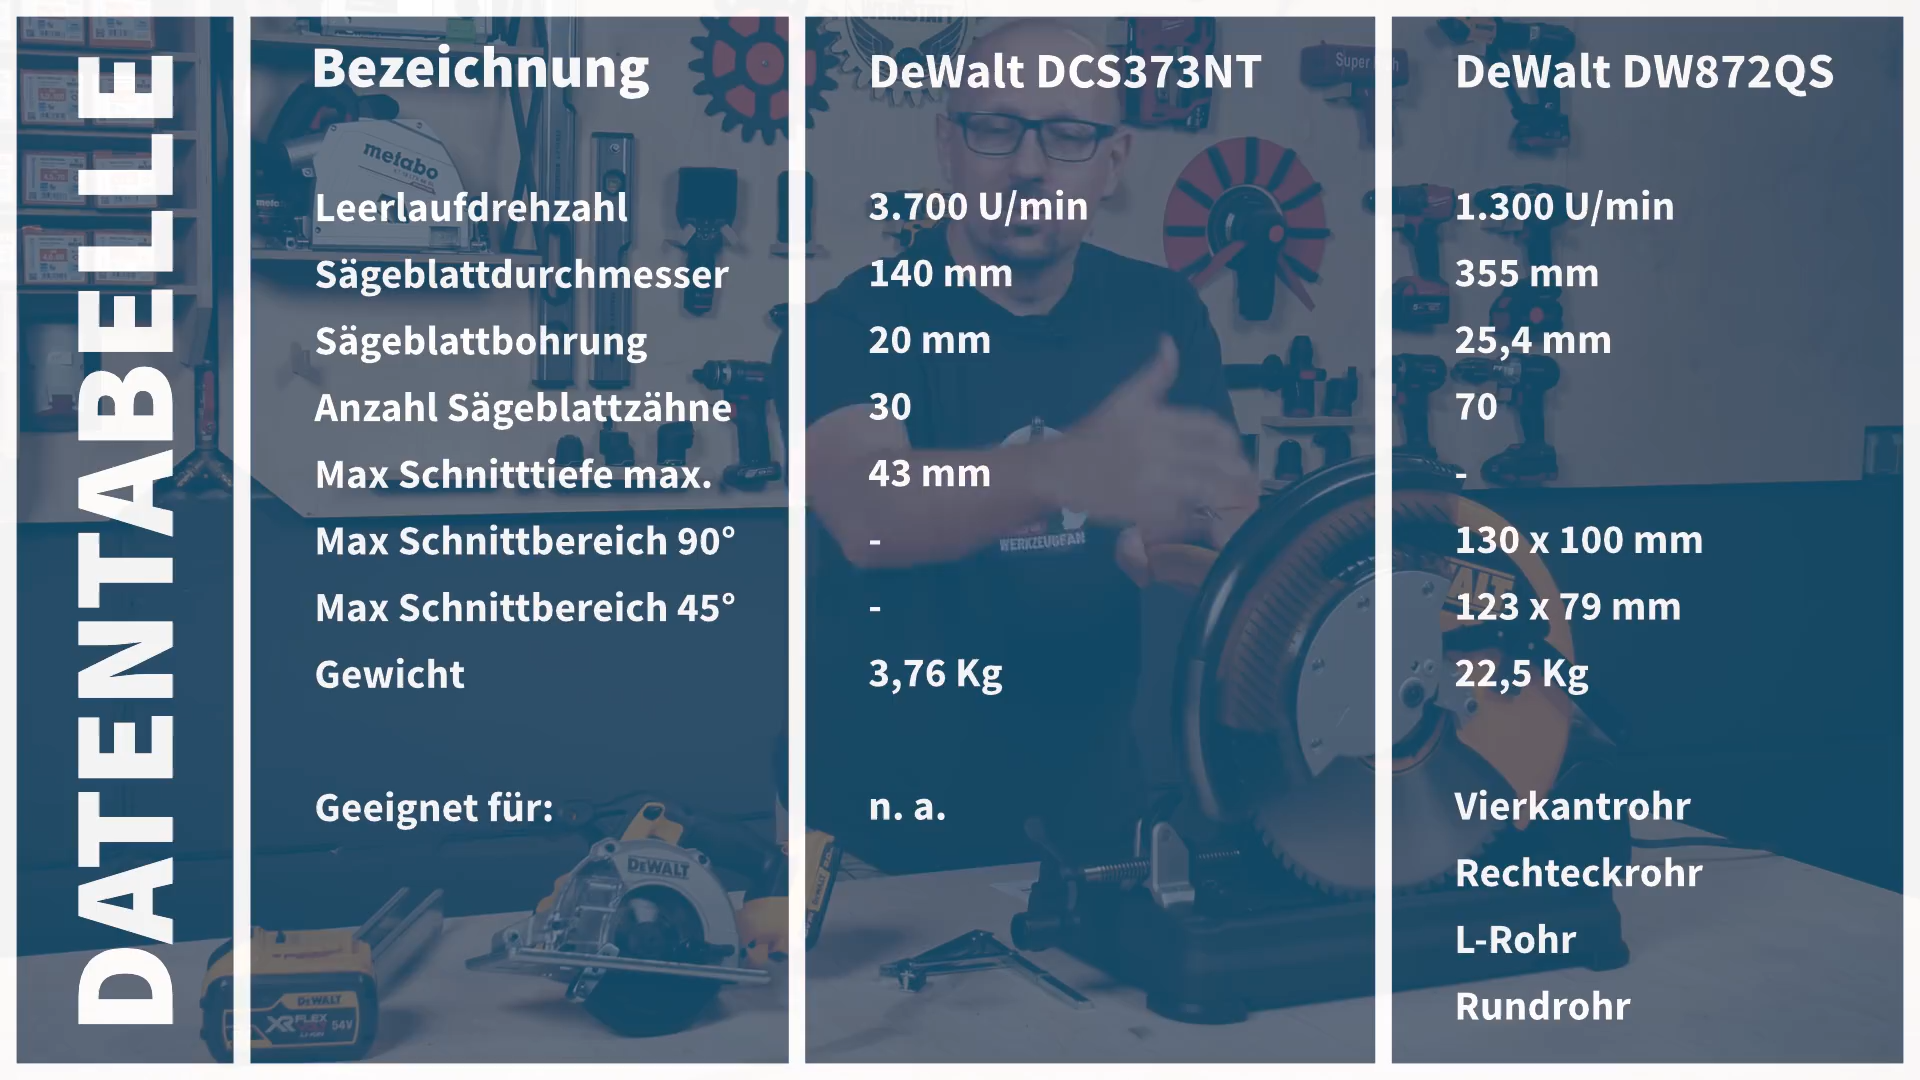 DATENTABELLE
Bezeichnung DeWalt DCS373NT DeWalt DW872QS
Leerlaufdrehzahl 3.700 U/min 1.300 U/min
Sägeblattdurchmesser 140 mm 355 mm
Sägeblattbohrung 20 mm 25,4 mm
Anzahl Sägeblattzähne 30 70
Max Schnitttiefe max. 43 mm -
Max Schnittbereich 90° - 130 x 100 mm
Max Schnittbereich 45° - 123 x 79 mm
Gewicht 3,76 Kg 22,5 Kg
Geeignet für: n. a. Vierkantrohr
Rechteckrohr
L-Rohr
Rundrohr
WERKSTATT
metabo
Super
WERKZEUGFAN
DEWALT
DEWALT
XR FLEX
54V